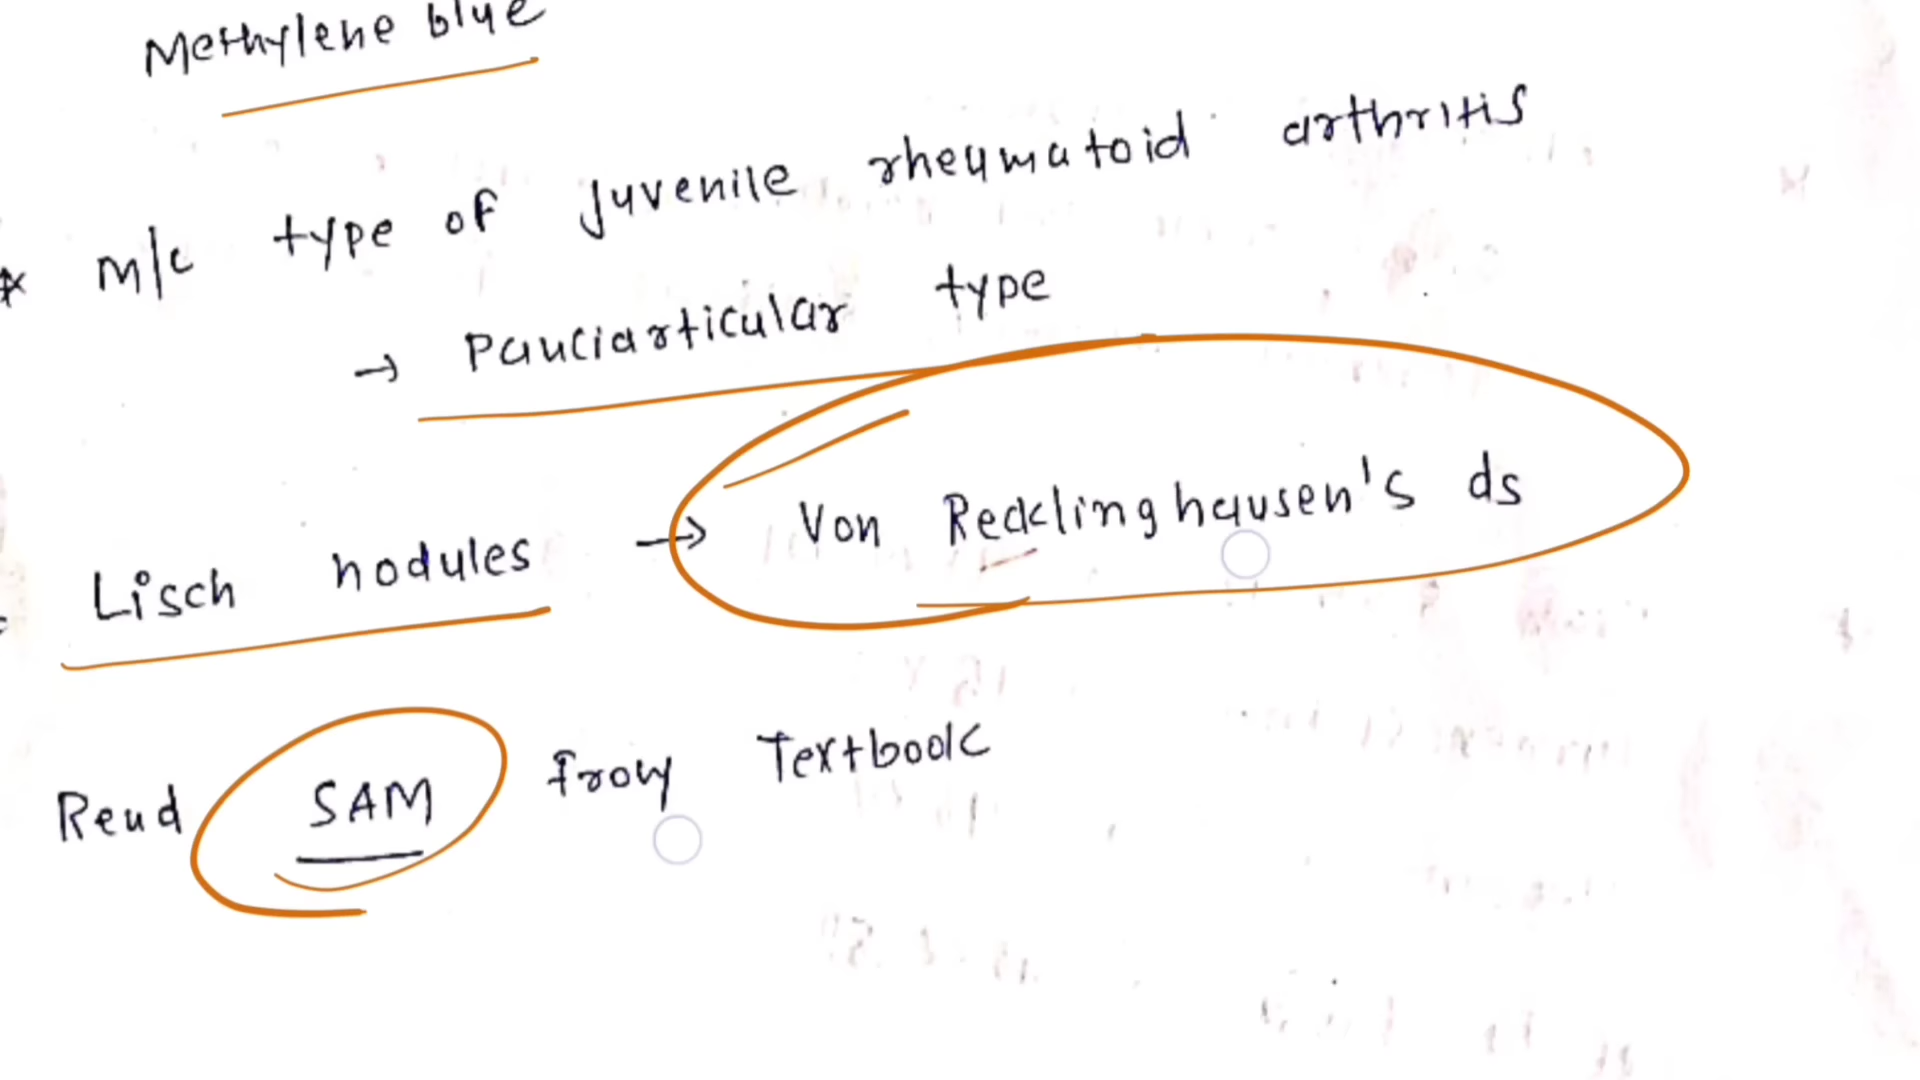 Methylene blue
* m/c type of juvenile rheumatoid arthritis
→ Pauciarticular type
Lisch nodules → Von Recklinghausen's ds
Read SAM from Textbook